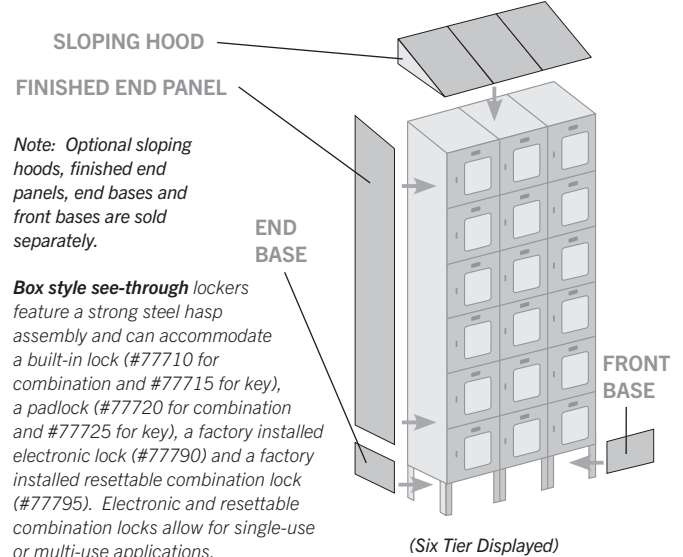 SLOPING HOOD
FINISHED END PANEL
Note: Optional sloping
hoods, finished end
panels, end bases and
front bases are sold
separately.
END
BASE
Box style see-through lockers
feature a strong steel hasp
assembly and can accommodate
a built-in lock (#77710 for
combination and #77715 for key),
a padlock (#77720 for combination
and #77725 for key), a factory installed
electronic lock (#77790) and a factory
installed resettable combination lock
(#77795). Electronic and resettable
combination locks allow for single-use
or multi-use applications.
FRONT
BASE
(Six Tier Displayed)